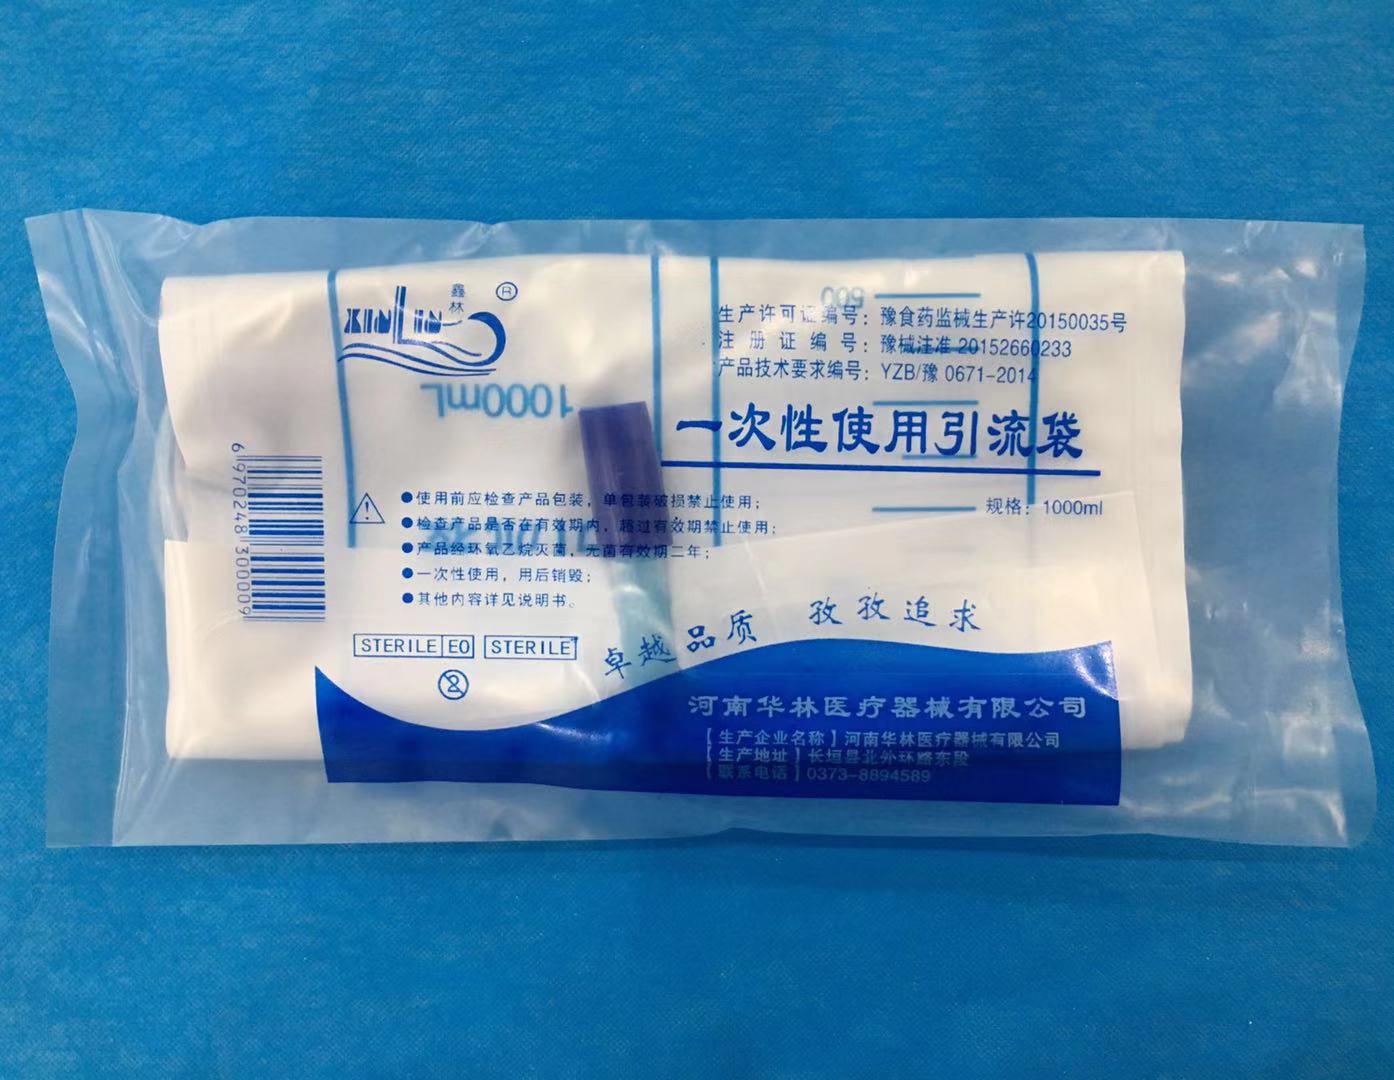 鑫林
XINLIN ®
生产许可证编号：豫食药监械生产许20150035号
注 册 证 编 号：豫械注准 20152660233
产品技术要求编号：YZB/豫 0671-2014
500
1000mL
一次性使用引流袋
规格：1000ml
●使用前应检查产品包装，单包装破损禁止使用；
●检查产品是否在有效期内，超过有效期禁止使用；
●产品经环氧乙烷灭菌，无菌有效期二年；
●一次性使用，用后销毁；
●其他内容详见说明书。
6 970248 300009
STERILE EO STERILE
2
卓越品质 孜孜追求
河南华林医疗器械有限公司
【生产企业名称】河南华林医疗器械有限公司
【生产地址】长垣县北外环路东段
【联系电话】0373-8894589